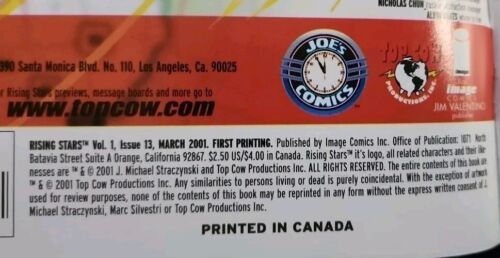 NICHOLAS CHUN
390 Santa Monica Blvd. No. 110, Los Angeles, Ca. 90025
Rising Stars previews, message boards and more go to
www.topcow.com
JOE'S
COMICS
TOP COW
PRODUCTIONS, INC.
image
COMICS
JIM VALENTINO
publisher
RISING STARS™ Vol. 1, Issue 13, MARCH 2001. FIRST PRINTING. Published by Image Comics Inc. Office of Publication: 1071 North
Batavia Street Suite A Orange, California 92867. $2.50 US/$4.00 in Canada. Rising Stars™ it's logo, all related characters and their like-
nesses are ™ & © 2001 J. Michael Straczynski and Top Cow Productions Inc. ALL RIGHTS RESERVED. The entire contents of this book are
™ & © 2001 Top Cow Productions Inc. Any similarities to persons living or dead is purely coincidental. With the exception of artwork
used for review purposes, none of the contents of this book may be reprinted in any form without the express written consent of J.
Michael Straczynski, Marc Silvestri or Top Cow Productions Inc.
PRINTED IN CANADA